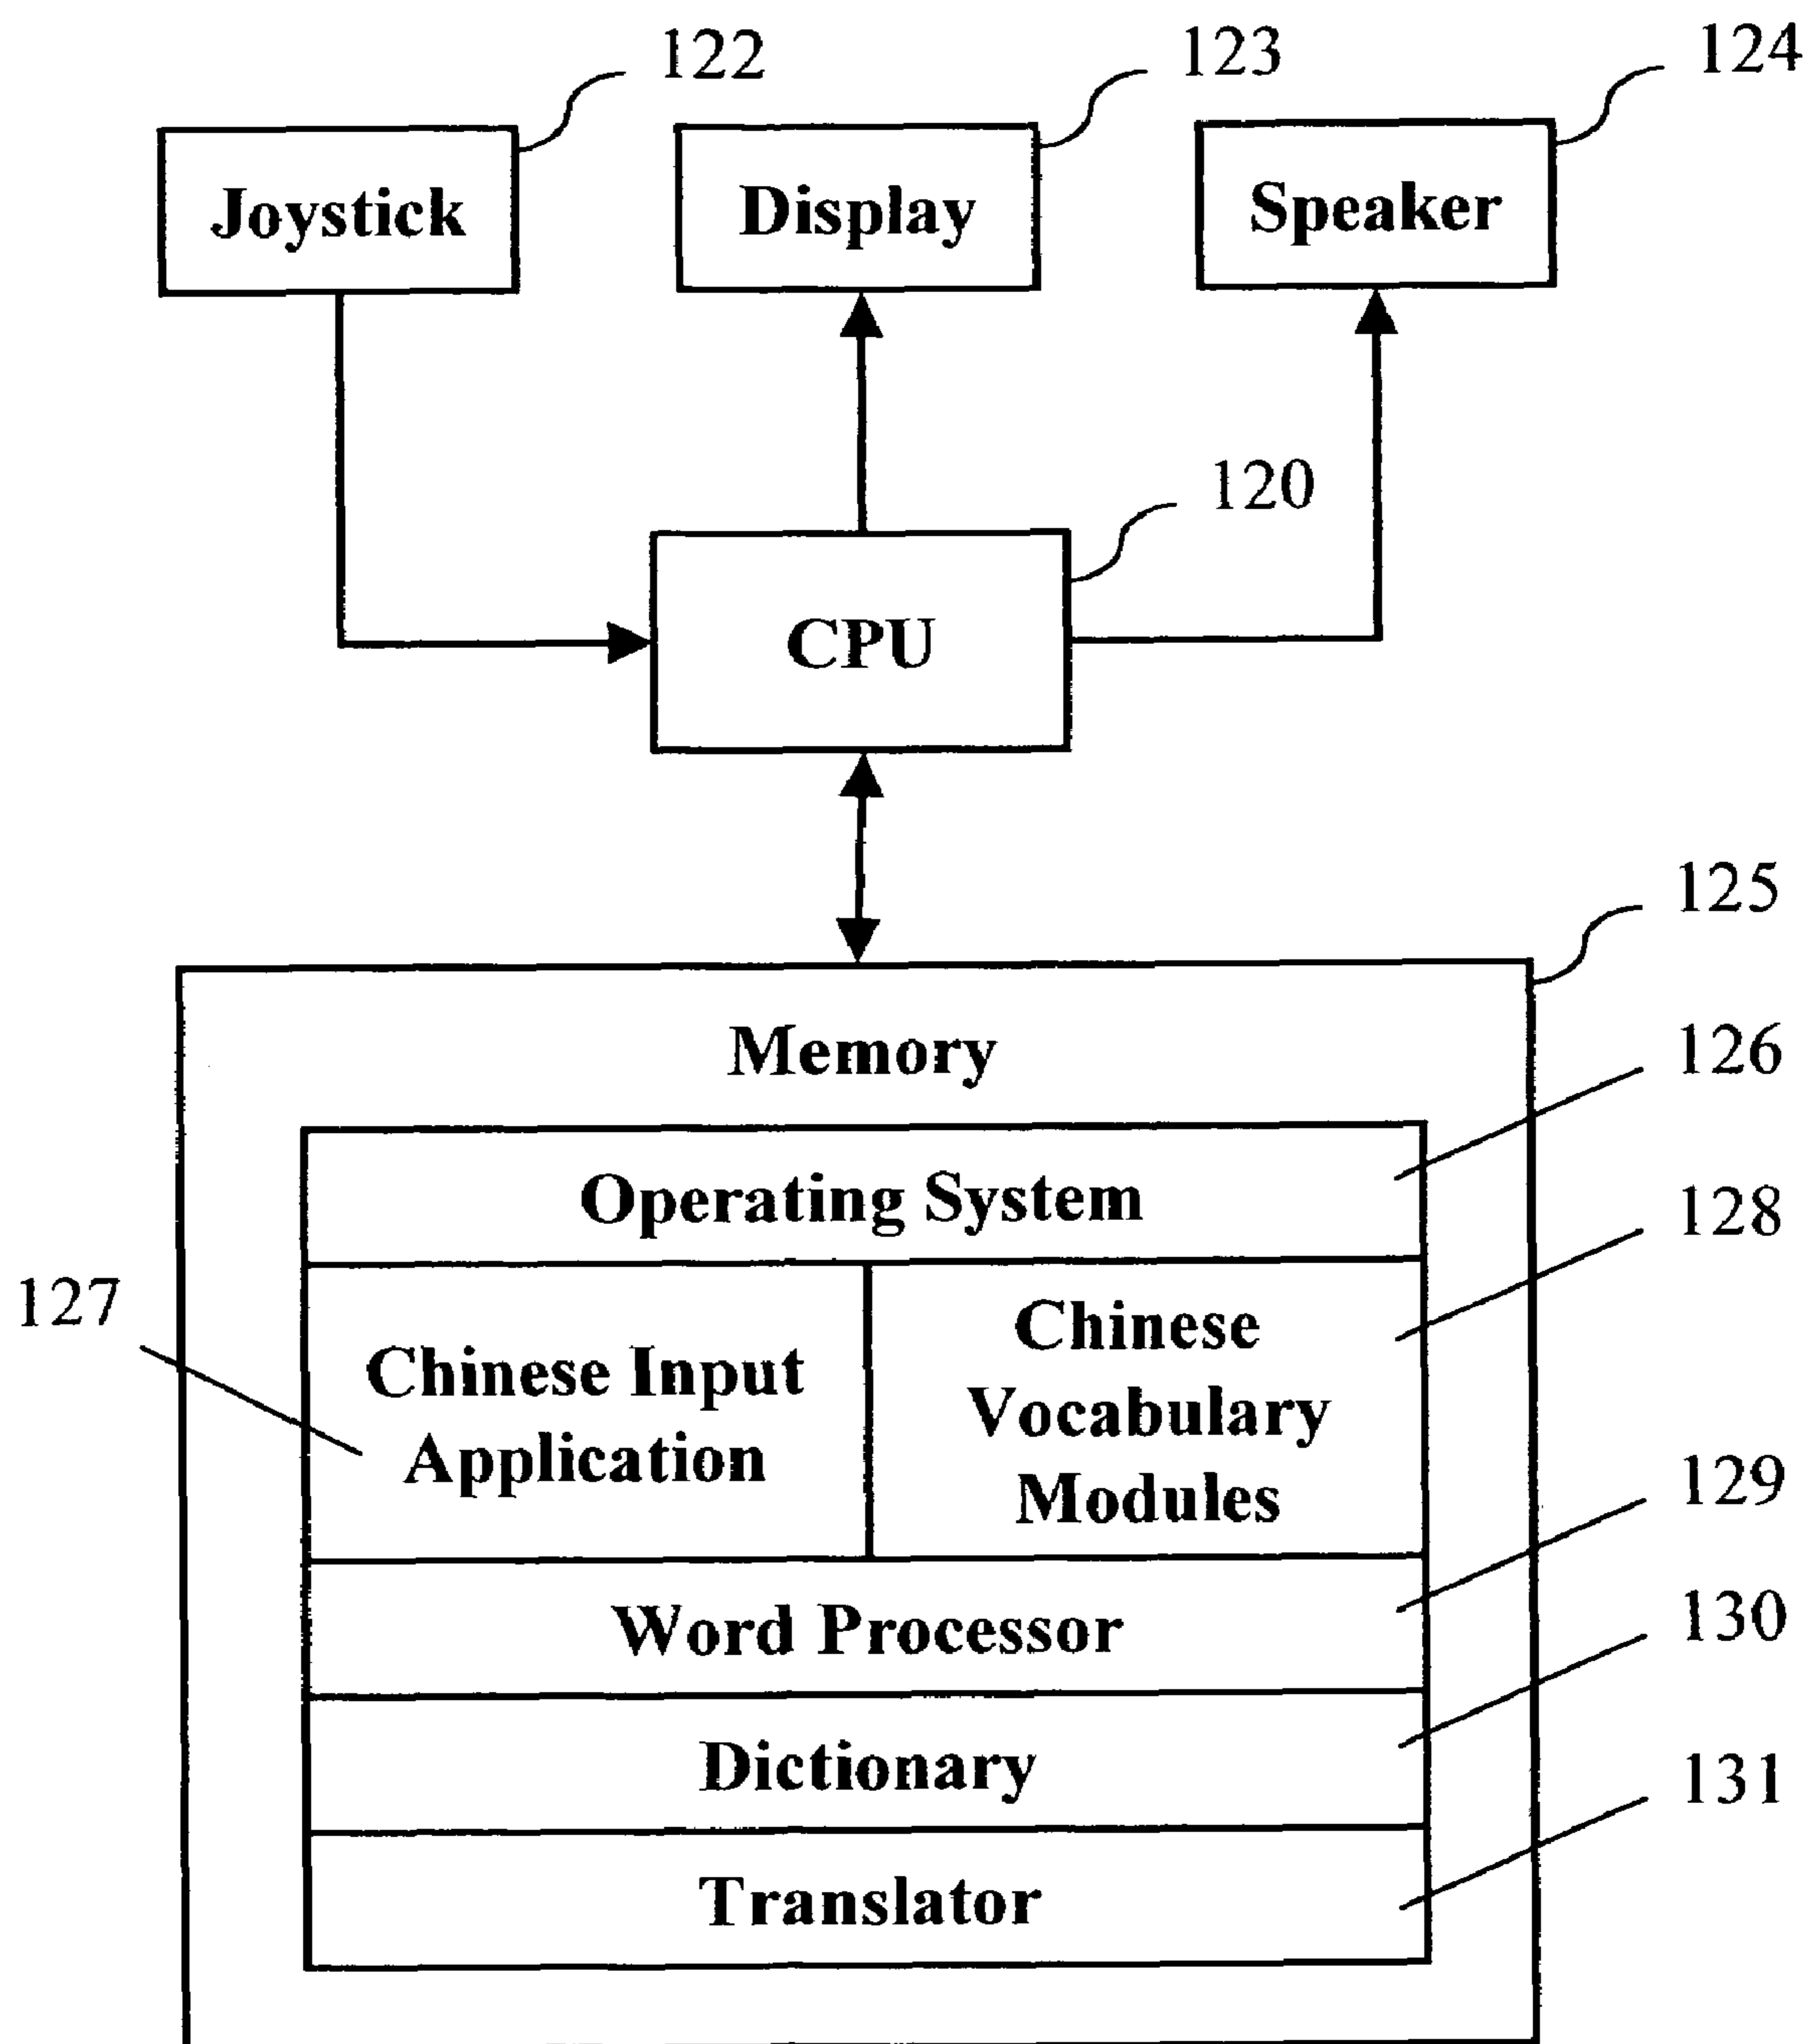 122
123
124
Joystick
Display
Speaker
120
CPU
125
Memory
126
Operating System
128
127
Chinese Input
Application
Chinese
Vocabulary
Modules
129
Word Processor
130
Dictionary
131
Translator